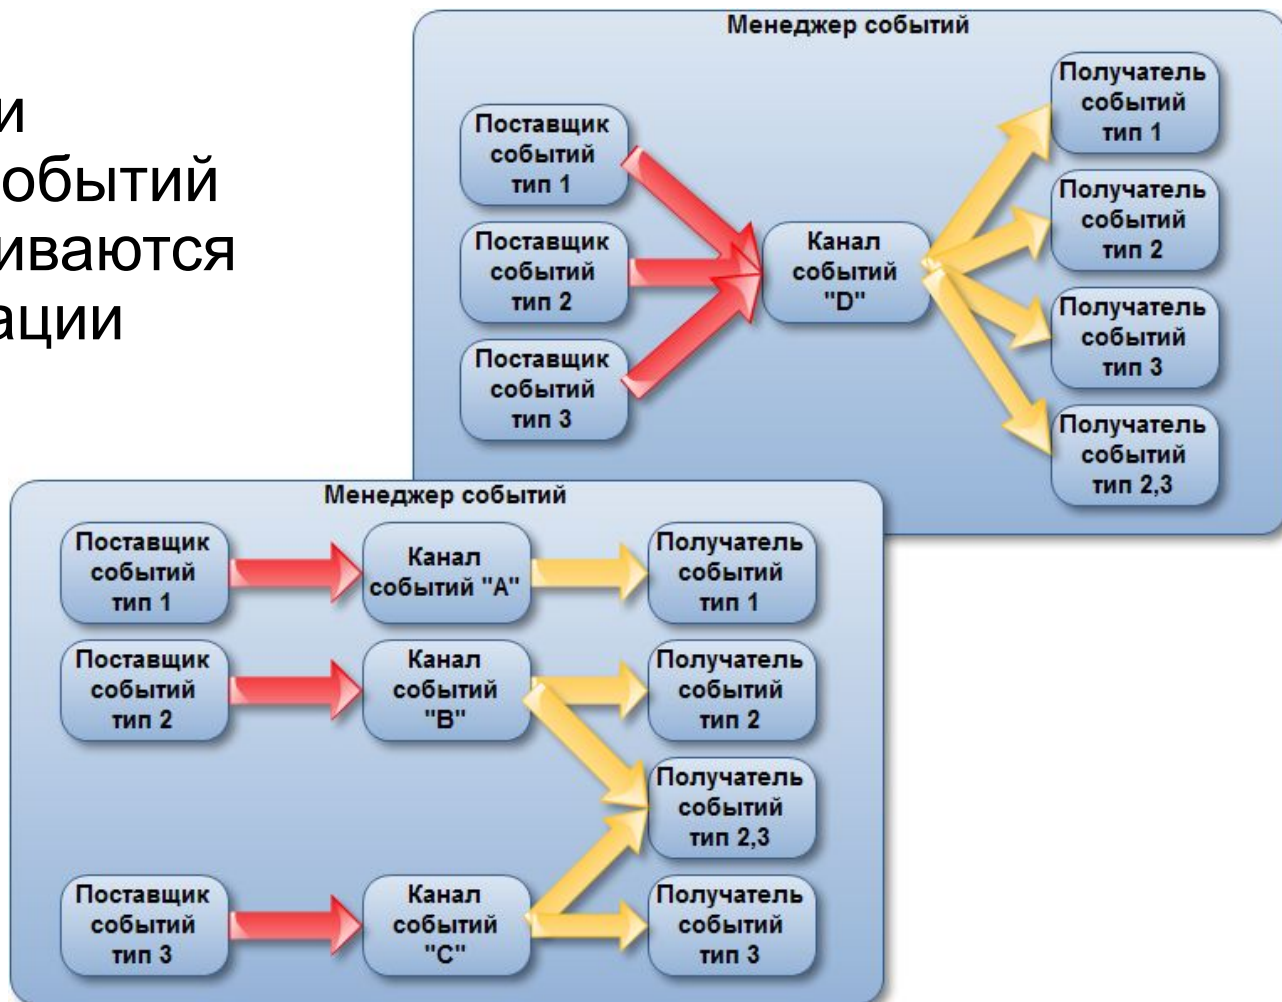 и
обытий
иваются
ации
Менеджер событий
Поставщик
событий
тип 1
Поставщик
событий
тип 2
Поставщик
событий
тип 3
Канал
событий
"D"
Получатель
событий
тип 1
Получатель
событий
тип 2
Получатель
событий
тип 3
Получатель
событий
тип 2,3
Менеджер событий
Поставщик
событий
тип 1
Канал
событий "A"
Получатель
событий
тип 1
Поставщик
событий
тип 2
Канал
событий
"B"
Получатель
событий
тип 2
Получатель
событий
тип 2,3
Поставщик
событий
тип 3
Канал
событий
"C"
Получатель
событий
тип 3